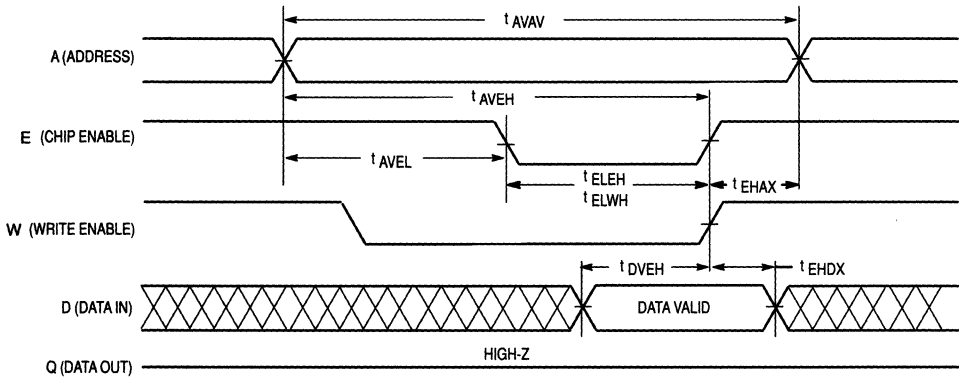 t AVAV
A (ADDRESS)
t AVEH
E (CHIP ENABLE)
t AVEL
t ELEH
t EHAX
t ELWH
W (WRITE ENABLE)
t DVEH
t EHDX
D (DATA IN)
DATA VALID
HIGH-Z
Q (DATA OUT)